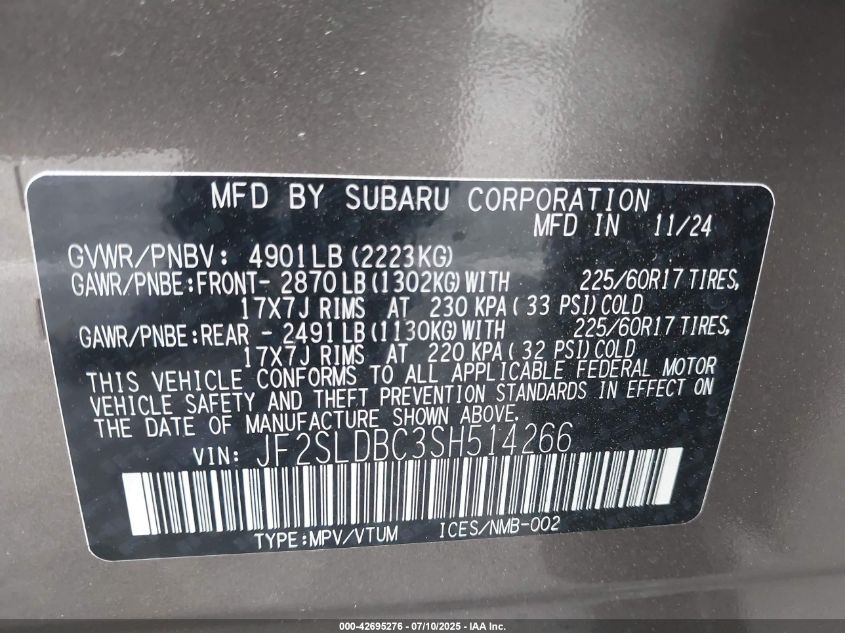 MFD BY SUBARU CORPORATION
MFD IN 11/24
GVWR/PNBV: 4901LB (2223KG)
GAWR/PNBE:FRONT- 2870LB(1302KG)WITH 225/60R17 TIRES,
17X7J RIMS AT 230 KPA( 33 PSI)COLD
GAWR/PNBE:REAR - 2491LB(1130KG)WITH 225/60R17 TIRES,
17X7J RIMS AT 220 KPA( 32 PSI)COLD
THIS VEHICLE CONFORMS TO ALL APPLICABLE FEDERAL MOTOR
VEHICLE SAFETY AND THEFT PREVENTION STANDARDS IN EFFECT ON
THE DATE OF MANUFACTURE SHOWN ABOVE.
VIN: JF2SLDBC3SH514266
TYPE:MPV/VTUM ICES/NMB-002
000-42695276 - 07/10/2025 - IAA Inc.